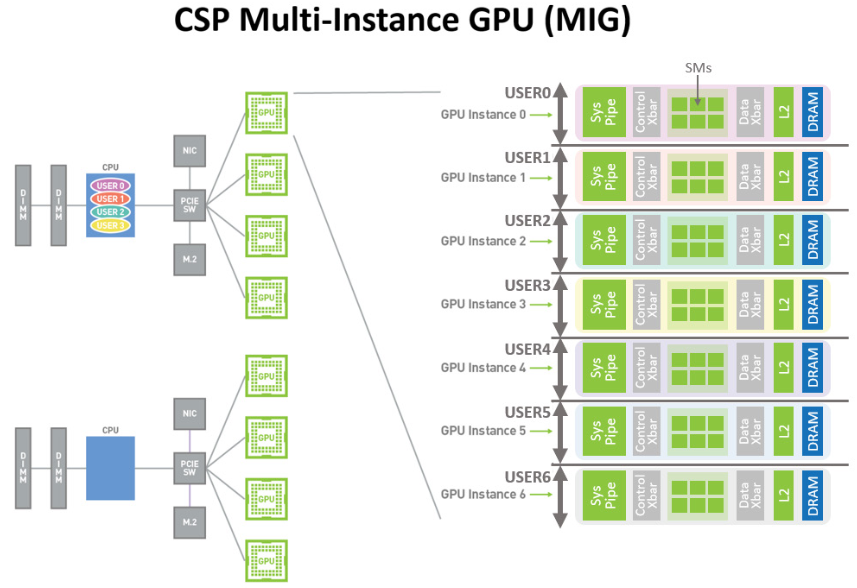 CSP Multi-Instance GPU (MIG)
SMs
USER0
GPU Instance 0
Sys Pipe
Control Xbar
Data Xbar
L2
DRAM
USER1
GPU Instance 1
Sys Pipe
Control Xbar
Data Xbar
L2
DRAM
USER2
GPU Instance 2
Sys Pipe
Control Xbar
Data Xbar
L2
DRAM
USER3
GPU Instance 3
Sys Pipe
Control Xbar
Data Xbar
L2
DRAM
USER4
GPU Instance 4
Sys Pipe
Control Xbar
Data Xbar
L2
DRAM
USER5
GPU Instance 5
Sys Pipe
Control Xbar
Data Xbar
L2
DRAM
USER6
GPU Instance 6
Sys Pipe
Control Xbar
Data Xbar
L2
DRAM
DIMM
DIMM
CPU
USER 0
USER 1
USER 2
USER 3
NIC
PCIE
SW
M.2
GPU
GPU
GPU
GPU
DIMM
DIMM
CPU
NIC
PCIE
SW
M.2
GPU
GPU
GPU
GPU